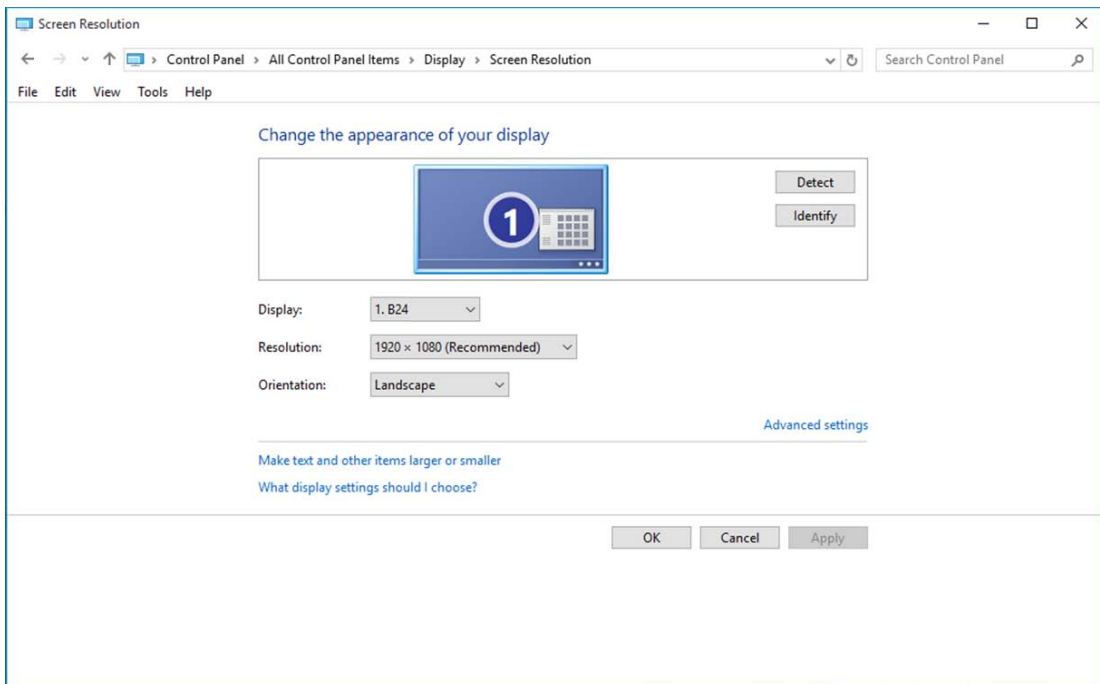 Screen Resolution
Control Panel > All Control Panel Items > Display > Screen Resolution
Search Control Panel
File Edit View Tools Help
Change the appearance of your display
1
Detect
Identify
Display: 1. B24
Resolution: 1920 × 1080 (Recommended)
Orientation: Landscape
Advanced settings
Make text and other items larger or smaller
What display settings should I choose?
OK Cancel Apply